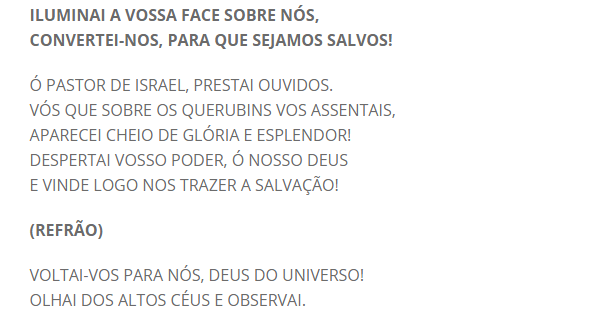 ILUMINAI A VOSSA FACE SOBRE NÓS,
CONVERTEI-NOS, PARA QUE SEJAMOS SALVOS!
Ó PASTOR DE ISRAEL, PRESTAI OUVIDOS.
VÓS QUE SOBRE OS QUERUBINS VOS ASSENTAIS,
APARECEI CHEIO DE GLÓRIA E ESPLENDOR!
DESPERTAI VOSSO PODER, Ó NOSSO DEUS
E VINDE LOGO NOS TRAZER A SALVAÇÃO!
(REFRÃO)
VOLTAI-VOS PARA NÓS, DEUS DO UNIVERSO!
OLHAI DOS ALTOS CÉUS E OBSERVAI.